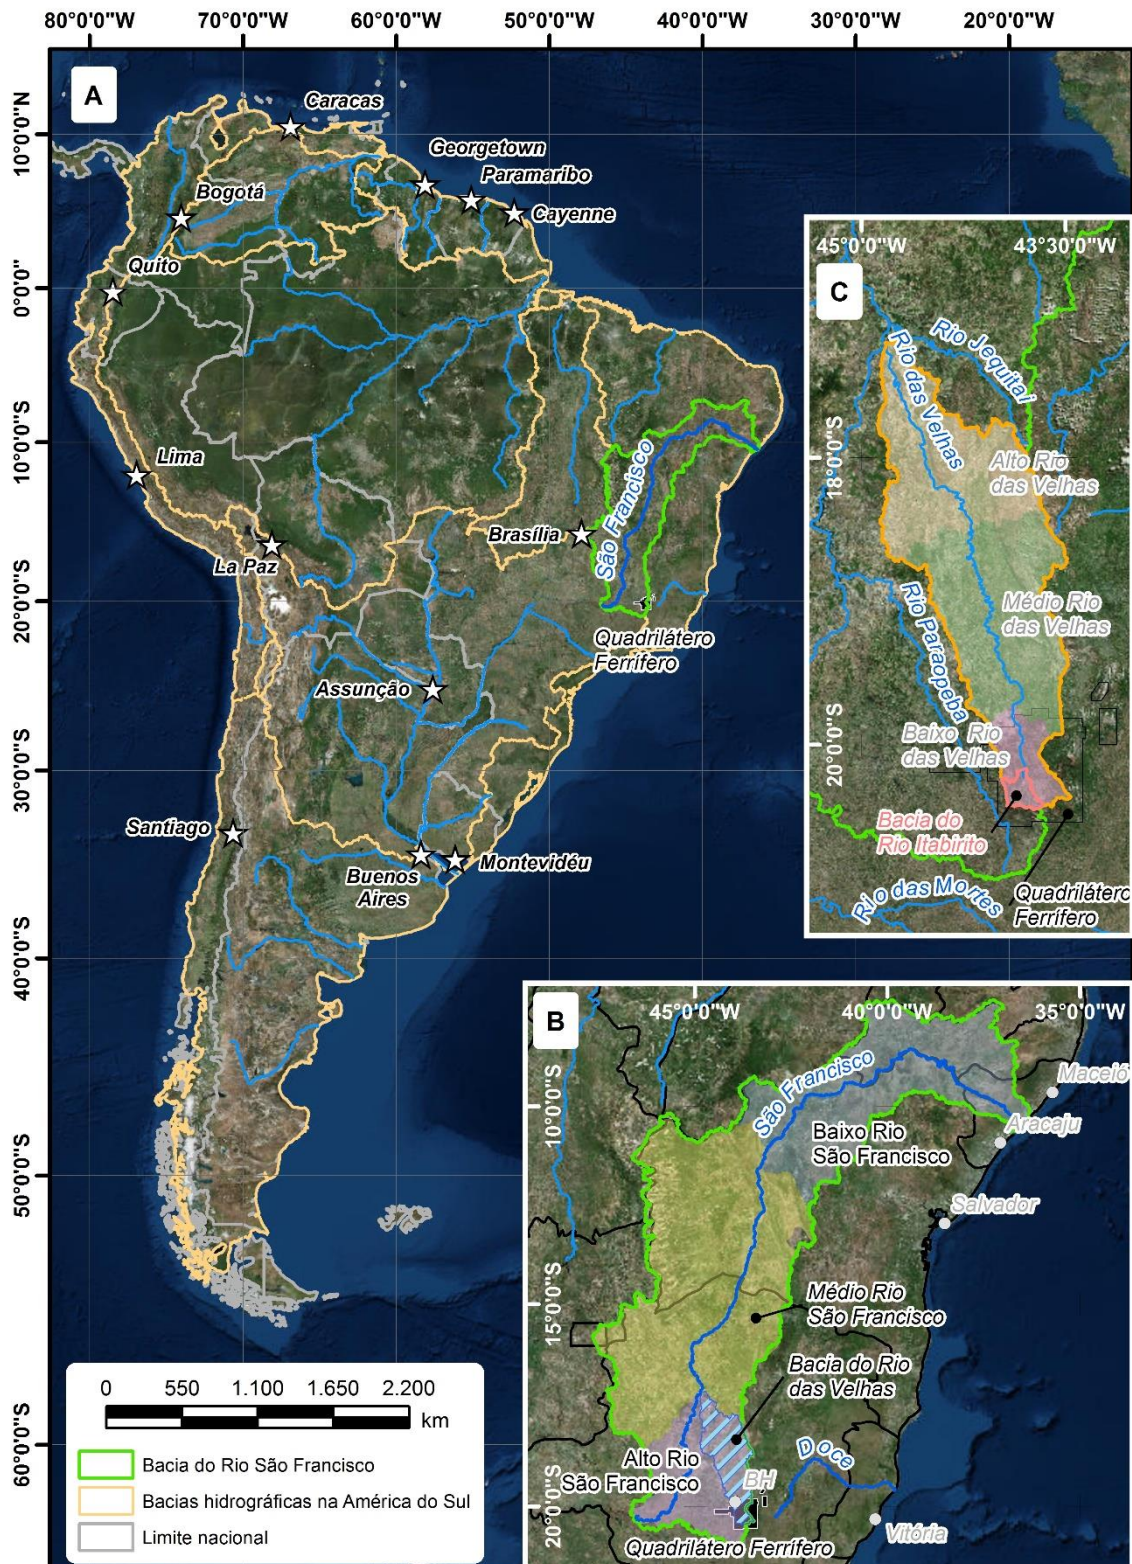 80°0'0"W 70°0'0"W 60°0'0"W 50°0'0"W 40°0'0"W 30°0'0"W 20°0'0"W
A
10°0'0"N
0°0'0"
10°0'0"S
20°0'0"S
30°0'0"S
40°0'0"S
50°0'0"S
60°0'0"S
Caracas
Georgetown
Paramaribo
Cayenne
Bogotá
Quito
Lima
La Paz
Brasília
São Francisco
Quadrilátero
Ferrífero
Assunção
Santiago
Buenos
Aires
Montevidéu
0 550 1.100 1.650 2.200
km
Bacia do Rio São Francisco
Bacias hidrográficas na América do Sul
Limite nacional
C
45°0'0"W 43°30'0"W
18°0'0"S
20°0'0"S
Rio Jequitaí
Rio das Velhas
Alto Rio
das Velhas
Médio Rio
das Velhas
Rio Paraopeba
Baixo Rio
das Velhas
Bacia do
Rio Itabirito
Rio das Mortes
Quadrilátero
Ferrífero
B
45°0'0"W 40°0'0"W 35°0'0"W
10°0'0"S
15°0'0"S
20°0'0"S
São Francisco
Maceió
Aracaju
Baixo Rio
São Francisco
Salvador
Médio Rio
São Francisco
Bacia do Rio
das Velhas
Alto Rio
São Francisco
BH
Doce
Vitória
Quadrilátero Ferrífero